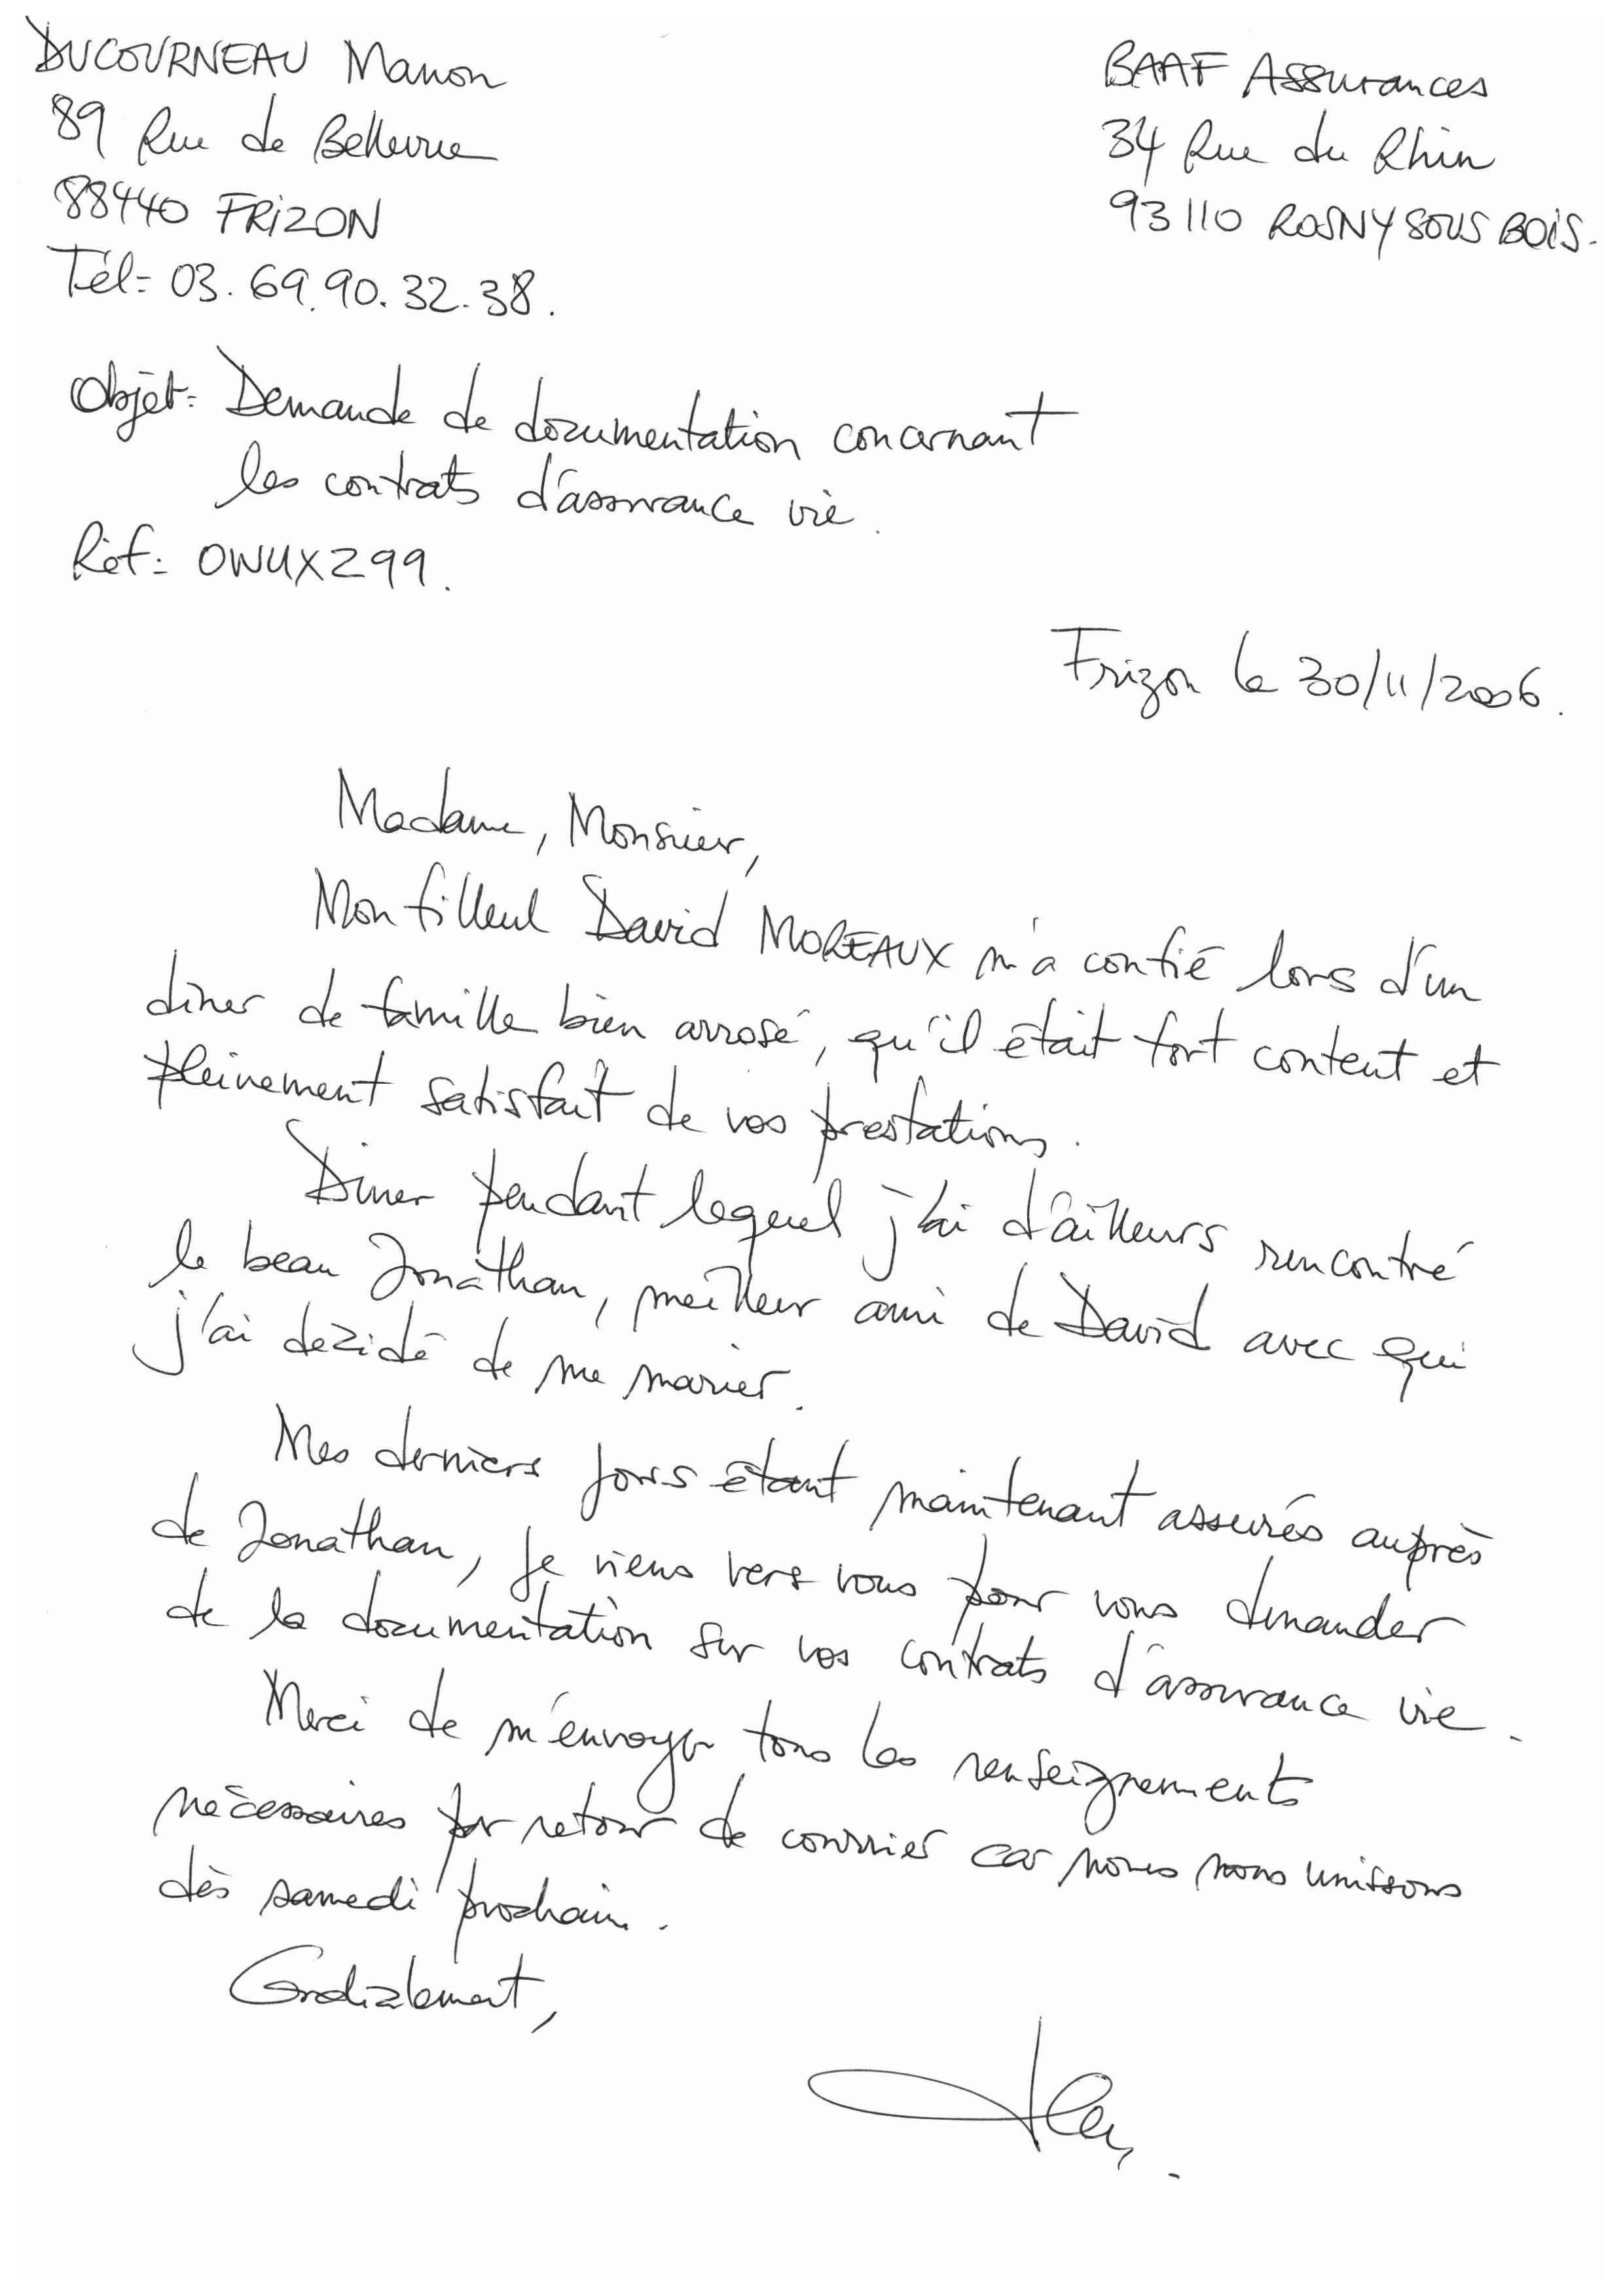 DUCOURNEAU Manon
89 Rue de Bellevue
88440 FRIZON
Tél= 03.69.90.32.38.
BAAF Assurances
34 Rue du Rhin
93110 ROSNY SOUS BOIS.
Objet: Demande de documentation concernant
les contrats d'assurance vie.
Réf: OWUXZ99.
Frizon le 30/11/2006.
Madame, Monsieur,
Mon filleul David MOREAUX m'a confié lors d'un
diner de famille bien arrosé, qu'il était fort content et
pleinement satisfait de vos prestations.
Diner pendant lequel j'ai d'ailleurs rencontré
le beau Jonathan, meilleur ami de David avec qui
j'ai dezidé de me marier.
Mes derniers jours étant maintenant assurés auprès
de Jonathan, je viens vers vous pour vous demander
de la documentation sur vos contrats d'assurance vie.
Merci de m'envoyer tous les renseignements
nécessaires par retour de courrier car nous nous unissons
dès samedi prochain.
Cordialement,